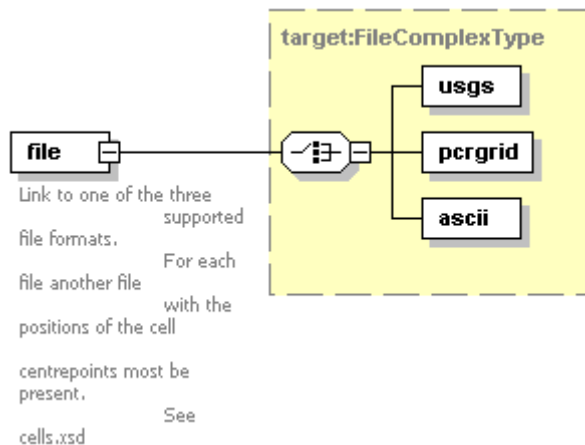 target:FileComplexType
usgs
file
pcrgrid
ascii
Link to one of the three
supported
file formats.
For each
file another file
with the
positions of the cell
centrepoints most be
present.
See
cells.xsd